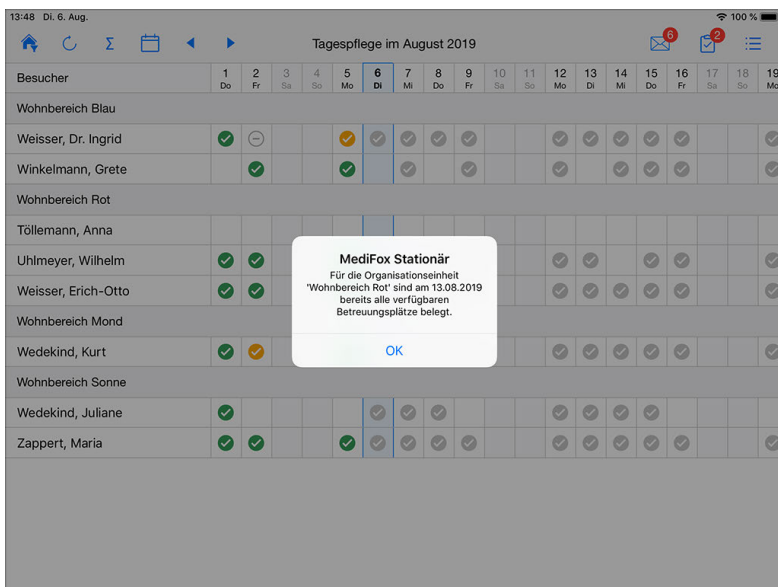 13:48 Di. 6. Aug. 100 %
Tagespflege im August 2019 6 2
Besucher 1 2 3 4 5 6 7 8 9 10 11 12 13 14 15 16 17 18 19
Do Fr Sa So Mo Di Mi Do Fr Sa So Mo Di Mi Do Fr Sa So Mo
Wohnbereich Blau
Weisser, Dr. Ingrid
Winkelmann, Grete
Wohnbereich Rot
Töllemann, Anna
Uhlmeyer, Wilhelm
Weisser, Erich-Otto
Wohnbereich Mond
Wedekind, Kurt
Wohnbereich Sonne
Wedekind, Juliane
Zappert, Maria
MediFox Stationär
Für die Organisationseinheit
'Wohnbereich Rot' sind am 13.08.2019
bereits alle verfügbaren
Betreuungsplätze belegt.
OK